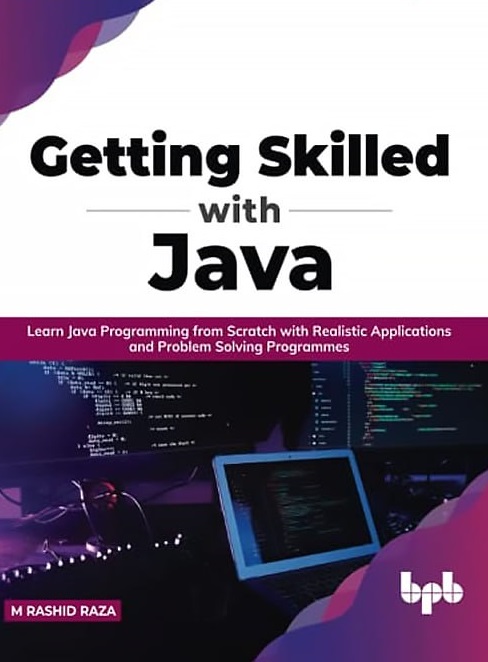 Getting Skilled
with
Java
Learn Java Programming from Scratch with Realistic Applications
and Problem Solving Programmes
M RASHID RAZA
bpb